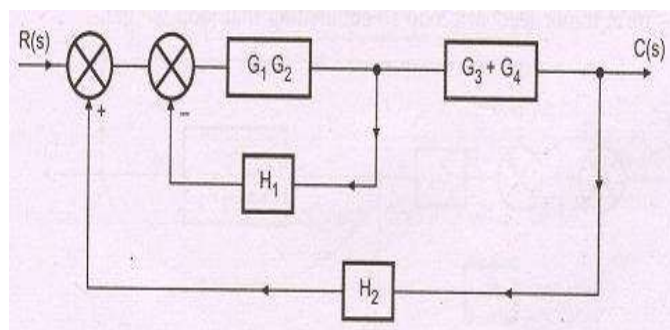 R(s)
G₁ G₂
G₃ + G₄
C(s)
+
−
H₁
H₂